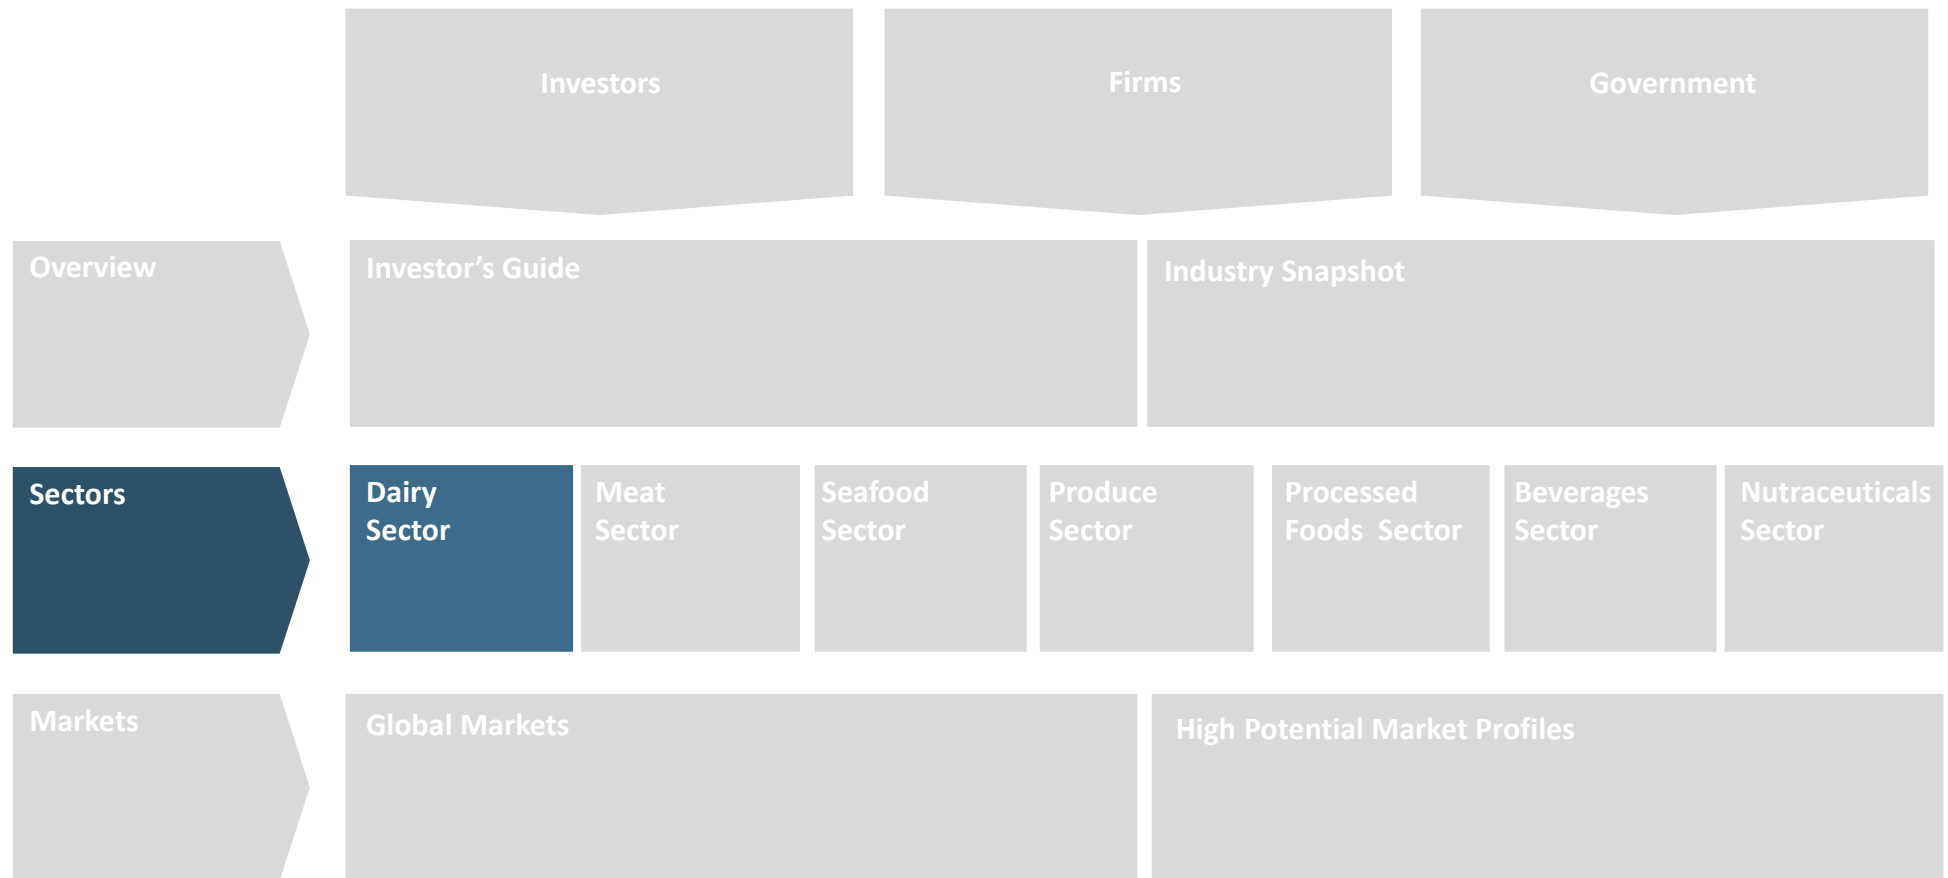 Investors
Firms
Government
Overview
Investor’s Guide
Industry Snapshot
Sectors
Dairy
Sector
Meat
Sector
Seafood
Sector
Produce
Sector
Processed
Foods  Sector
Beverages
Sector
Nutraceuticals
Sector
Markets
Global Markets
High Potential Market Profiles